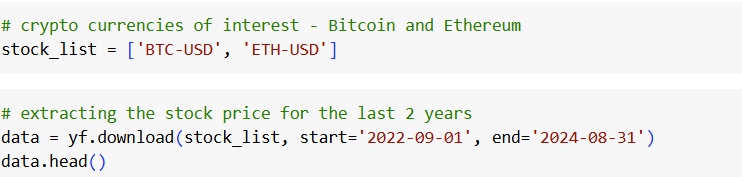 # crypto currencies of interest - Bitcoin and Ethereum
stock_list = ['BTC-USD', 'ETH-USD']
# extracting the stock price for the last 2 years
data = yf.download(stock_list, start='2022-09-01', end='2024-08-31')
data.head()